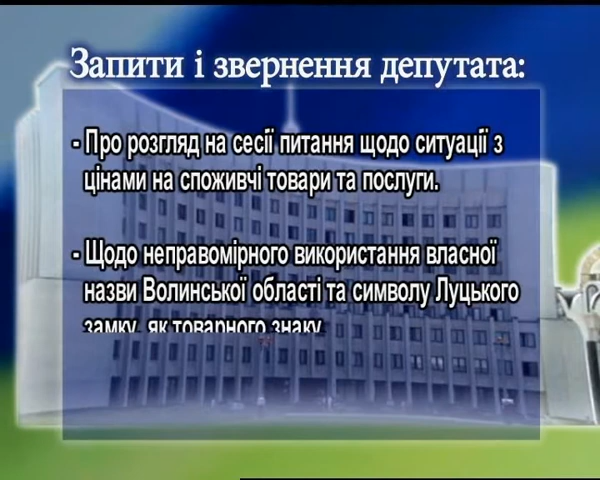 Запити і звернення депутата:
- Про розгляд на сесії питання щодо ситуації з
цінами на споживчі товари та послуги.
- Щодо неправомірного використання власної
назви Волинської області та символу Луцького
замку, як товарного знаку